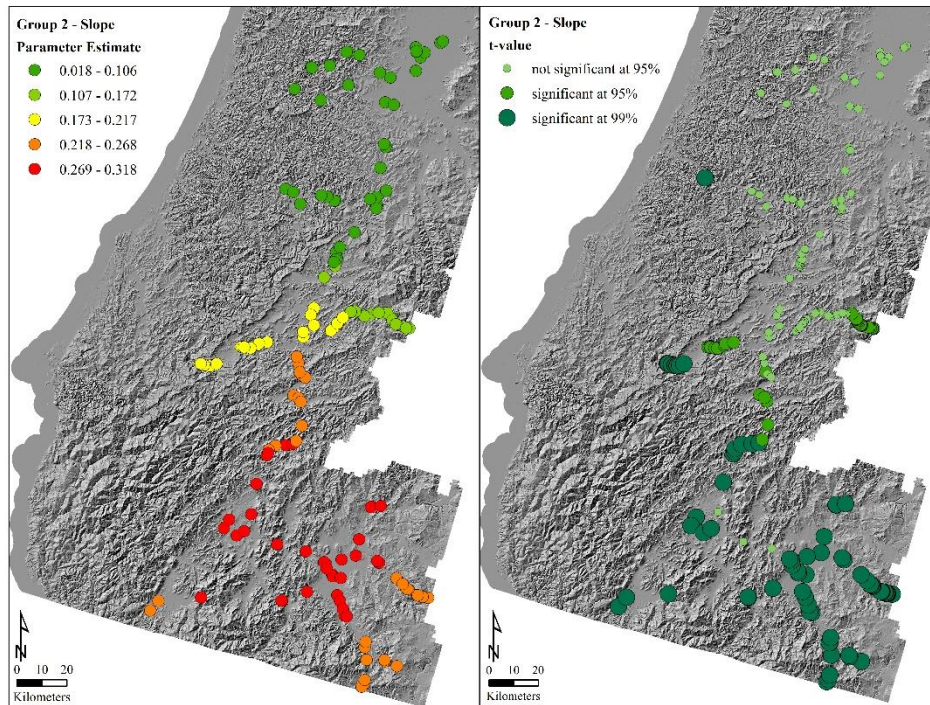 Group 2 - Slope
Parameter Estimate
0.018 - 0.106
0.107 - 0.172
0.173 - 0.217
0.218 - 0.268
0.269 - 0.318
N
0 10 20
Kilometers
Group 2 - Slope
t-value
not significant at 95%
significant at 95%
significant at 99%
N
0 10 20
Kilometers